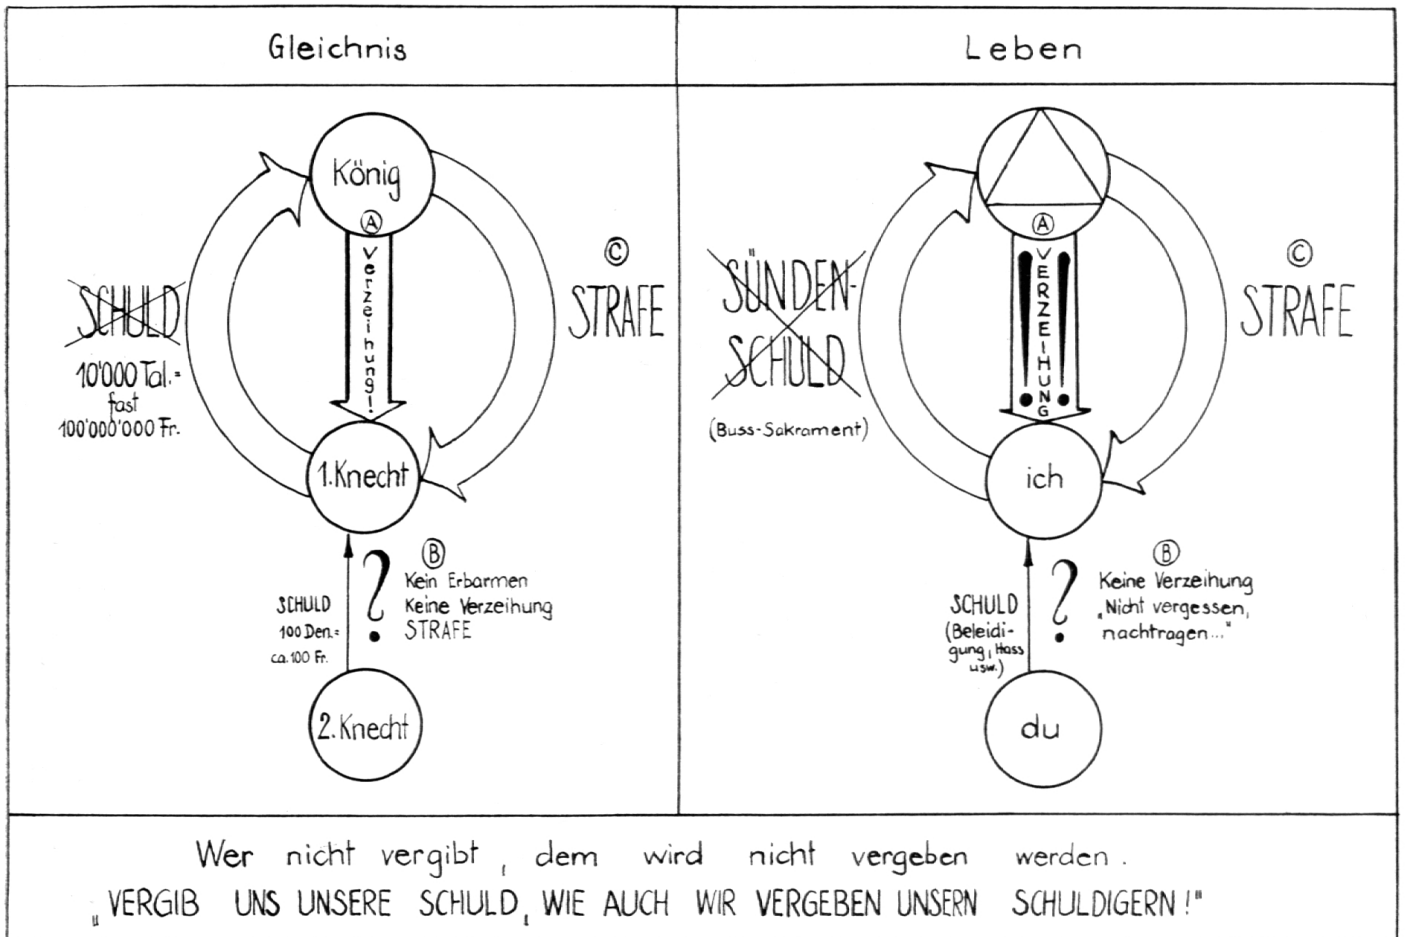 Gleichnis
König
A
Verzeihung!
SCHULD
10'000 Tal.=
fast
100'000'000 Fr.
C
STRAFE
1.Knecht
B
Kein Erbarmen
Keine Verzeihung
STRAFE
SCHULD
100 Den.=
ca. 100 Fr.
2.Knecht
Leben
A
VERZEIHUNG
SÜNDEN-
SCHULD
(Buss-Sakrament)
C
STRAFE
ich
B
Keine Verzeihung
„Nicht vergessen,
nachtragen..."
SCHULD
(Beleidi-
gung, Hass
usw.)
du
Wer nicht vergibt, dem wird nicht vergeben werden.
„VERGIB UNS UNSERE SCHULD, WIE AUCH WIR VERGEBEN UNSERN SCHULDIGERN!"